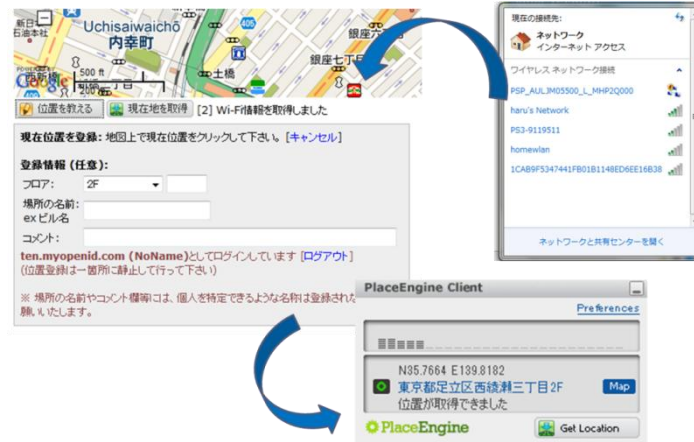 新日
石油本社
Uchisaiwaichō
内幸町
405
銀座六
銀座七丁
土橋
500 ft
200
Google
位置を教える
現在地を取得
[2] Wi-Fi情報を取得しました
現在位置を登録: 地図上で現在位置をクリックして下さい。 [キャンセル]
登録情報 (任意):
フロア:
2F
場所の名前:
ex ビル名
コメント:
ten.myopenid.com (NoName)としてログインしています [ログアウト]
(位置登録は一箇所に静止して行って下さい)
※ 場所の名前やコメント欄等には、個人を特定できるような名称は登録されな
願いいたします。
現在の接続先:
ネットワーク
インターネット アクセス
ワイヤレス ネットワーク接続
PSP_AULJM05500_L_MHP2Q000
haru's Network
PS3-9119511
homewlan
1CAB9F5347441FB01B1148ED6EE16B38
ネットワークと共有センターを開く
PlaceEngine Client
Preferences
N35.7664 E139.8182
東京都足立区西綾瀬三丁目2F
Map
位置が取得できました
PlaceEngine
Get Location